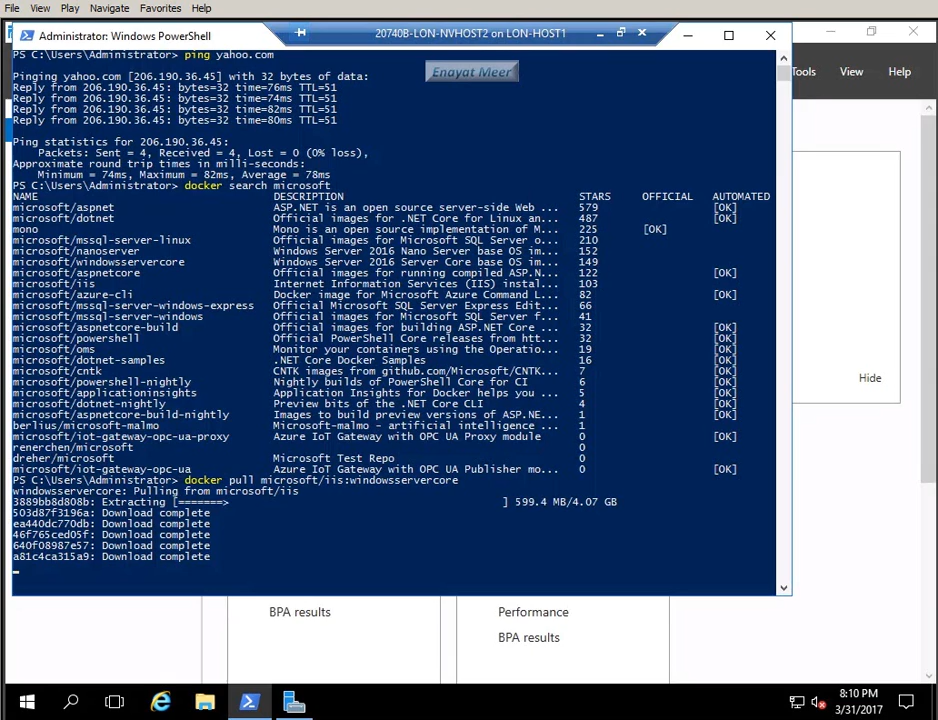 File View Play Navigate Favorites Help
Administrator: Windows PowerShell
20740B-LON-NVHOST2 on LON-HOST1
Tools View Help
Enayat Meer
PS C:\Users\Administrator> ping yahoo.com
Pinging yahoo.com [206.190.36.45] with 32 bytes of data:
Reply from 206.190.36.45: bytes=32 time=76ms TTL=51
Reply from 206.190.36.45: bytes=32 time=74ms TTL=51
Reply from 206.190.36.45: bytes=32 time=82ms TTL=51
Reply from 206.190.36.45: bytes=32 time=80ms TTL=51
Ping statistics for 206.190.36.45:
    Packets: Sent = 4, Received = 4, Lost = 0 (0% loss),
Approximate round trip times in milli-seconds:
    Minimum = 74ms, Maximum = 82ms, Average = 78ms
PS C:\Users\Administrator> docker search microsoft
NAME DESCRIPTION STARS OFFICIAL AUTOMATED
microsoft/aspnet ASP.NET is an open source server-side Web ... 579 [OK]
microsoft/dotnet Official images for .NET Core for Linux an... 487 [OK]
mono Mono is an open source implementation of M... 225 [OK]
microsoft/mssql-server-linux Official images for Microsoft SQL Server o... 210
microsoft/nanoserver Windows Server 2016 Nano Server base OS im... 152
microsoft/windowsservercore Windows Server 2016 Server Core base OS im... 149
microsoft/aspnetcore Official images for running compiled ASP.N... 122 [OK]
microsoft/iis Internet Information Services (IIS) instal... 103
microsoft/azure-cli Docker image for Microsoft Azure Command L... 82 [OK]
microsoft/mssql-server-windows-express Official Microsoft SQL Server Express Edit... 66
microsoft/mssql-server-windows Official Microsoft SQL Server images for f... 41
microsoft/aspnetcore-build Official images for building ASP.NET Core ... 32 [OK]
microsoft/powershell Official PowerShell Core releases from htt... 32 [OK]
microsoft/oms Monitor your containers using the Operatio... 19 [OK]
microsoft/dotnet-samples .NET Core Docker Samples 16 [OK]
microsoft/cntk CNTK images from github.com/Microsoft/CNTK... 7 [OK]
microsoft/powershell-nightly Nightly builds of PowerShell Core for CI 6 [OK]
microsoft/applicationinsights Application Insights for Docker helps you ... 5 [OK]
microsoft/dotnet-nightly Preview bits of the .NET Core CLI 4 [OK]
microsoft/aspnetcore-build-nightly Images to build preview versions of ASP.NE... 1 [OK]
berlius/microsoft-malmo Microsoft-malmo - artificial intelligence ... 1
microsoft/iot-gateway-opc-ua-proxy Azure IoT Gateway with OPC UA Proxy module 0 [OK]
renerchen/microsoft 0
dreher/microsoft Microsoft Test Repo 0
microsoft/iot-gateway-opc-ua Azure IoT Gateway with OPC UA Publisher mo... 0 [OK]
PS C:\Users\Administrator> docker pull microsoft/iis:windowsservercore
windowsservercore: Pulling from microsoft/iis
3889bb8d808b: Extracting [=======> ] 599.4 MB/4.07 GB
503d87f3196a: Download complete
ea440dc770db: Download complete
46f765ced05f: Download complete
640f08987e57: Download complete
a81c4ca315a9: Download complete
Hide
BPA results
Performance
BPA results
8:10 PM
3/31/2017